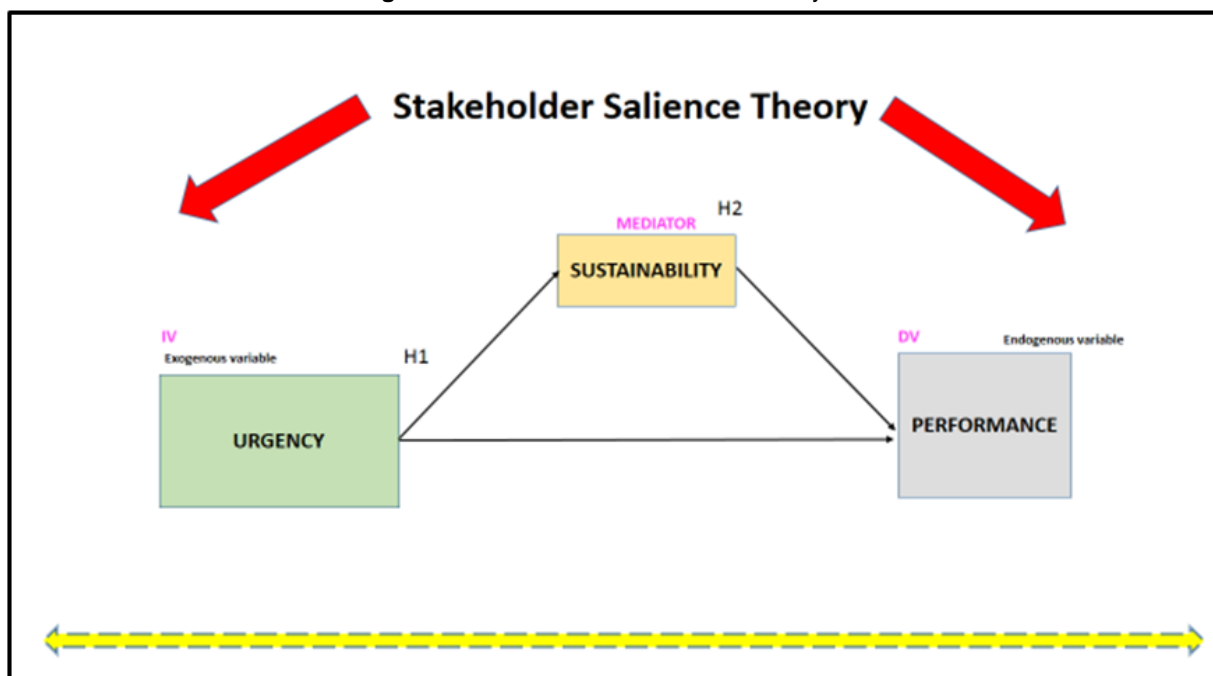 Stakeholder Salience Theory
H2
MEDIATOR
SUSTAINABILITY
IV
Exogenous variable
H1
URGENCY
DV
Endogenous variable
PERFORMANCE